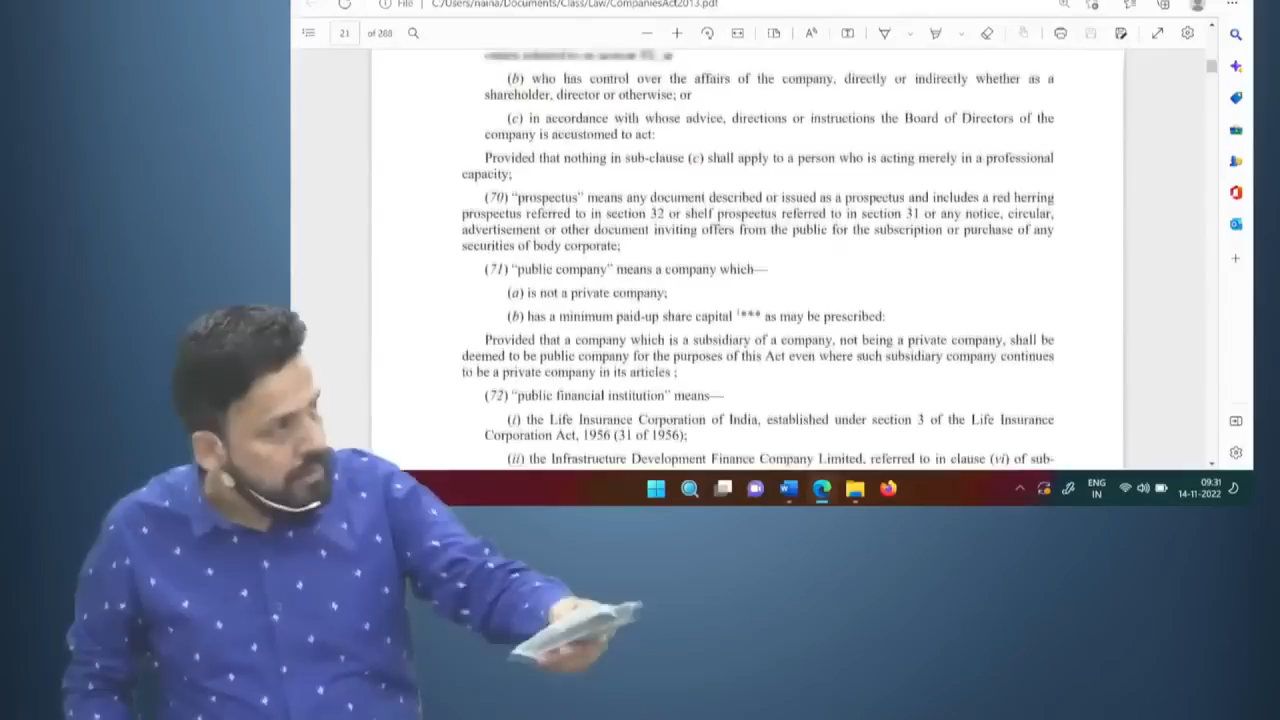 File
C:/Users/naina/Documents/Class/Law/CompaniesAct2013.pdf
21 of 268
(b) who has control over the affairs of the company, directly or indirectly whether as a
shareholder, director or otherwise; or
(c) in accordance with whose advice, directions or instructions the Board of Directors of the
company is accustomed to act:
Provided that nothing in sub-clause (c) shall apply to a person who is acting merely in a professional
capacity;
(70) “prospectus” means any document described or issued as a prospectus and includes a red herring
prospectus referred to in section 32 or shelf prospectus referred to in section 31 or any notice, circular,
advertisement or other document inviting offers from the public for the subscription or purchase of any
securities of body corporate;
(71) “public company” means a company which—
(a) is not a private company;
(b) has a minimum paid-up share capital ¹*** as may be prescribed:
Provided that a company which is a subsidiary of a company, not being a private company, shall be
deemed to be public company for the purposes of this Act even where such subsidiary company continues
to be a private company in its articles ;
(72) “public financial institution” means—
(i) the Life Insurance Corporation of India, established under section 3 of the Life Insurance
Corporation Act, 1956 (31 of 1956);
(ii) the Infrastructure Development Finance Company Limited, referred to in clause (vi) of sub-
ENG
IN
09:31
14-11-2022